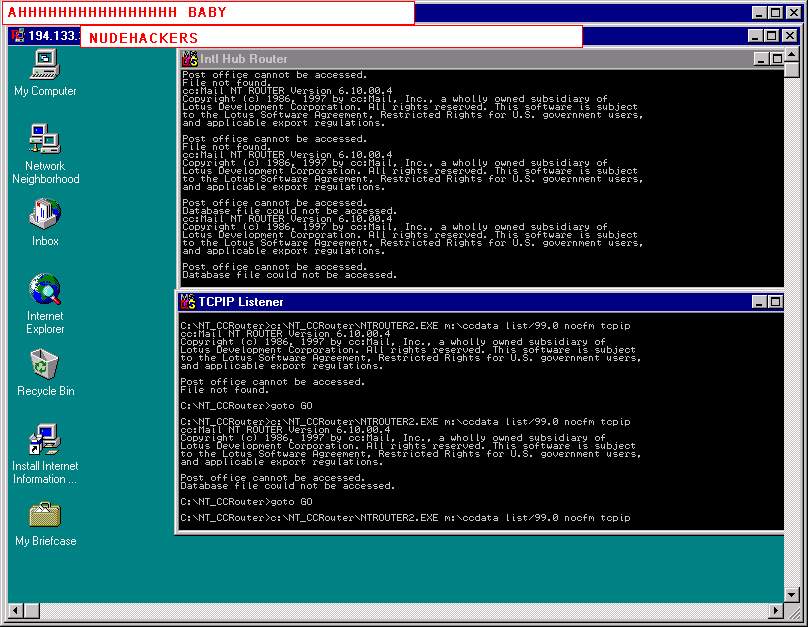 AHHHHHHHHHHHHHHHH BABY
194.133.
NUDEHACKERS
My Computer
Network
Neighborhood
Inbox
Internet
Explorer
Recycle Bin
Install Internet
Information ...
My Briefcase
Intl Hub Router
Post office cannot be accessed.
File not found.
cc:Mail NT ROUTER Version 6.10.00.4
Copyright (c) 1986, 1997 by cc:Mail, Inc., a wholly owned subsidiary of
Lotus Development Corporation. All rights reserved. This software is subject
to the Lotus Software Agreement, Restricted Rights for U.S. government users,
and applicable export regulations.
Post office cannot be accessed.
File not found.
cc:Mail NT ROUTER Version 6.10.00.4
Copyright (c) 1986, 1997 by cc:Mail, Inc., a wholly owned subsidiary of
Lotus Development Corporation. All rights reserved. This software is subject
to the Lotus Software Agreement, Restricted Rights for U.S. government users,
and applicable export regulations.
Post office cannot be accessed.
Database file could not be accessed.
cc:Mail NT ROUTER Version 6.10.00.4
Copyright (c) 1986, 1997 by cc:Mail, Inc., a wholly owned subsidiary of
Lotus Development Corporation. All rights reserved. This software is subject
to the Lotus Software Agreement, Restricted Rights for U.S. government users,
and applicable export regulations.
Post office cannot be accessed.
Database file could not be accessed.
TCPIP Listener
C:\NT_CCRouter>c:\NT_CCRouter\NTROUTER2.EXE m:\ccdata list/99.0 nocfm tcpip
cc:Mail NT ROUTER Version 6.10.00.4
Copyright (c) 1986, 1997 by cc:Mail, Inc., a wholly owned subsidiary of
Lotus Development Corporation. All rights reserved. This software is subject
to the Lotus Software Agreement, Restricted Rights for U.S. government users,
and applicable export regulations.
Post office cannot be accessed.
File not found.
C:\NT_CCRouter>goto GO
C:\NT_CCRouter>c:\NT_CCRouter\NTROUTER2.EXE m:\ccdata list/99.0 nocfm tcpip
cc:Mail NT ROUTER Version 6.10.00.4
Copyright (c) 1986, 1997 by cc:Mail, Inc., a wholly owned subsidiary of
Lotus Development Corporation. All rights reserved. This software is subject
to the Lotus Software Agreement, Restricted Rights for U.S. government users,
and applicable export regulations.
Post office cannot be accessed.
Database file could not be accessed.
C:\NT_CCRouter>goto GO
C:\NT_CCRouter>c:\NT_CCRouter\NTROUTER2.EXE m:\ccdata list/99.0 nocfm tcpip